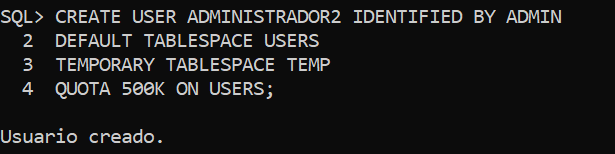 SQL> CREATE USER ADMINISTRADOR2 IDENTIFIED BY ADMIN
2 DEFAULT TABLESPACE USERS
3 TEMPORARY TABLESPACE TEMP
4 QUOTA 500K ON USERS;
Usuario creado.